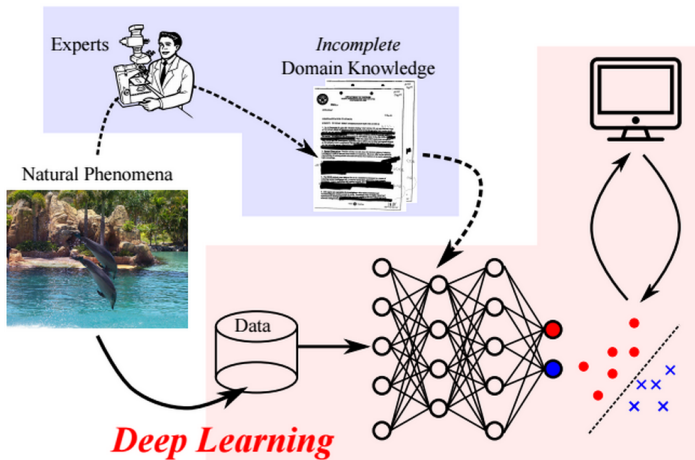 Experts
Incomplete
Domain Knowledge
Natural Phenomena
Data
Deep Learning